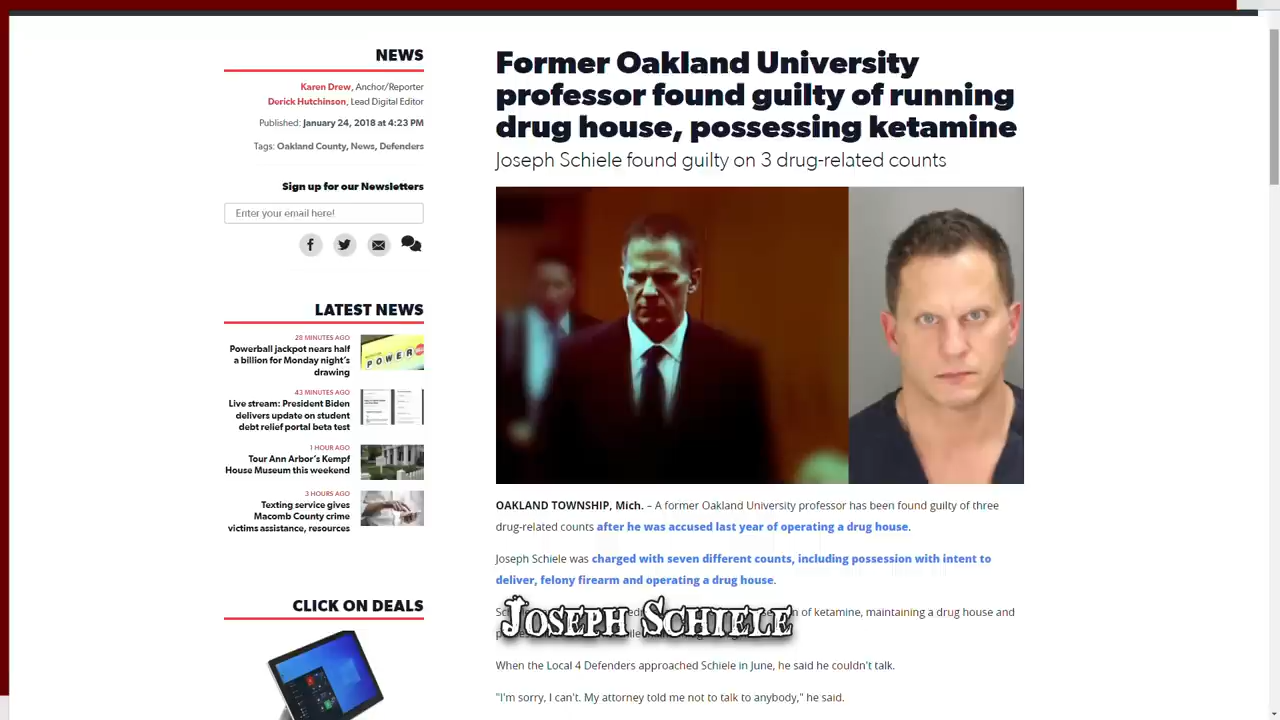 NEWS
Karen Drew, Anchor/Reporter
Derick Hutchinson, Lead Digital Editor
Published: January 24, 2018 at 4:23 PM
Tags: Oakland County, News, Defenders
Sign up for our Newsletters
Enter your email here!
LATEST NEWS
28 MINUTES AGO
Powerball jackpot nears half
a billion for Monday night's
drawing
POWER
43 MINUTES AGO
Live stream: President Biden
delivers update on student
debt relief portal beta test
1 HOUR AGO
Tour Ann Arbor's Kempf
House Museum this weekend
3 HOURS AGO
Texting service gives
Macomb County crime
victims assistance, resources
CLICK ON DEALS
Former Oakland University
professor found guilty of running
drug house, possessing ketamine
Joseph Schiele found guilty on 3 drug-related counts
OAKLAND TOWNSHIP, Mich. – A former Oakland University professor has been found guilty of three
drug-related counts after he was accused last year of operating a drug house.
Joseph Schiele was charged with seven different counts, including possession with intent to
deliver, felony firearm and operating a drug house.
of ketamine, maintaining a drug house and
Joseph Schiele
When the Local 4 Defenders approached Schiele in June, he said he couldn't talk.
"I'm sorry, I can't. My attorney told me not to talk to anybody," he said.